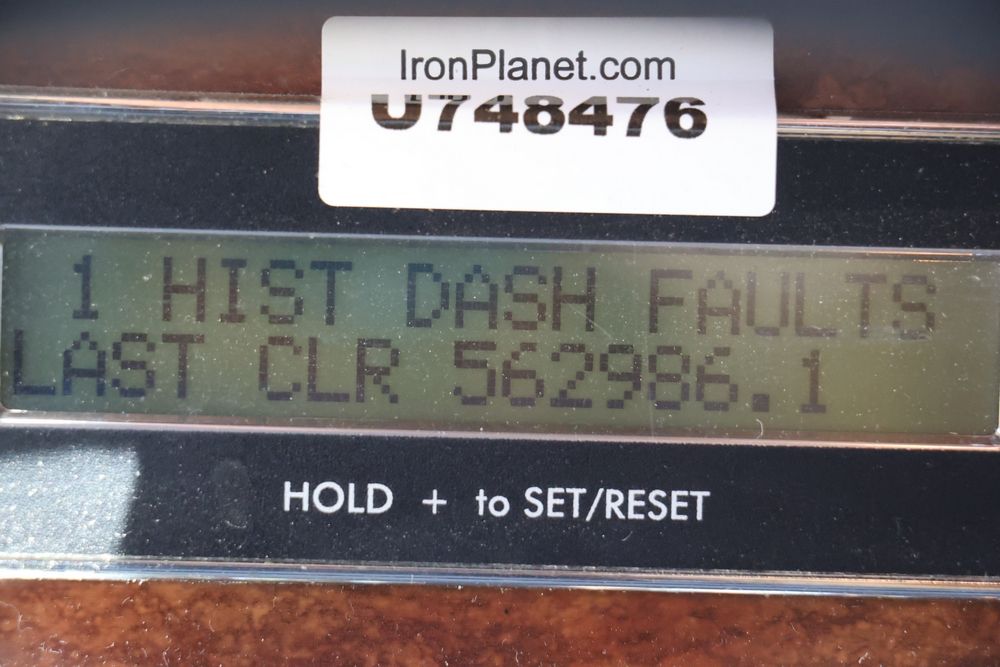 IronPlanet.com
U748476
1 HIST DASH FAULTS
LAST CLR 562986.1
HOLD + to SET/RESET